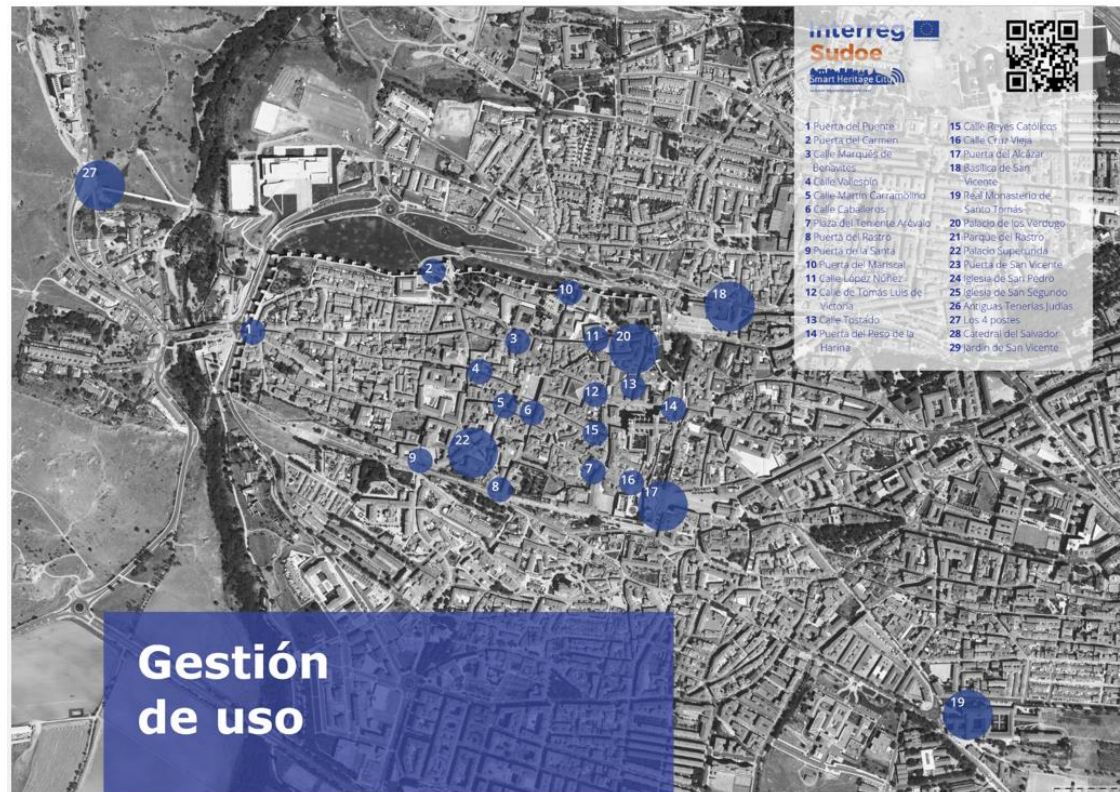 Interreg
Sudoe
Smart Heritage City
1 Puerta del Puente
2 Puerta del Carmen
3 Calle Marqués de
Benavites
4 Calle Vallespín
5 Calle Martín Carramolino
6 Calle Caballeros
7 Plaza del Teniente Arévalo
8 Puerta del Rastro
9 Puerta de la Santa
10 Puerta del Mariscal
11 Calle López Núñez
12 Calle de Tomás Luis de
Victoria
13 Calle Tostado
14 Puerta del Peso de la
Harina
15 Calle Reyes Católicos
16 Calle Cruz Vieja
17 Puerta del Alcázar
18 Basílica de San
Vicente
19 Real Monasterio de
Santo Tomás
20 Palacio de los Verdugo
21 Parque del Rastro
22 Palacio Superunda
23 Puerta de San Vicente
24 Iglesia de San Pedro
25 Iglesia de San Segundo
26 Antiguas Tenerías Judías
27 Los 4 postes
28 Catedral del Salvador
29 Jardín de San Vicente
27
2
10
18
1
3
11
20
4
13
12
5
6
14
15
22
9
7
8
16
17
19
Gestión
de uso